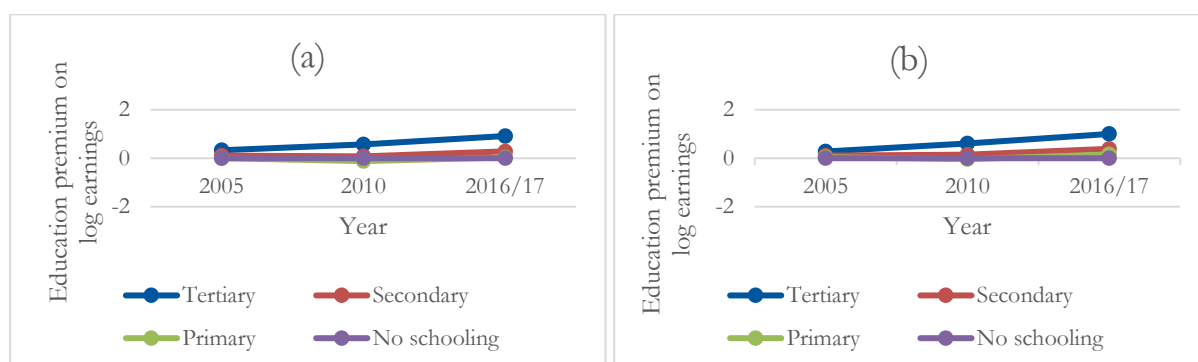 (a)
Education premium on
log earnings
2
0
-2
2005 2010 2016/17
Year
Tertiary Secondary
Primary No schooling
(b)
Education premium on
log earnings
2
0
-2
2005 2010 2016/17
Year
Tertiary Secondary
Primary No schooling